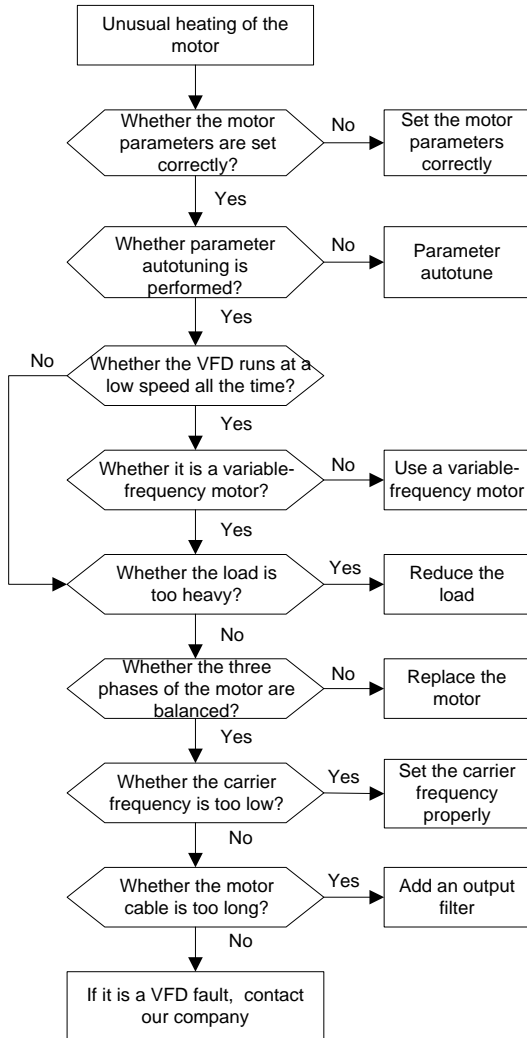 Unusual heating of the
motor
Whether the motor
parameters are set
correctly?
No
Set the motor
parameters
correctly
Yes
Whether parameter
autotuning is
performed?
No
Parameter
autotune
Yes
No
Whether the VFD runs at a
low speed all the time?
Yes
Whether it is a variable-
frequency motor?
No
Use a variable-
frequency motor
Yes
Whether the load is
too heavy?
Yes
Reduce the
load
No
Whether the three
phases of the motor are
balanced?
No
Replace the
motor
Yes
Whether the carrier
frequency is too low?
Yes
Set the carrier
frequency
properly
No
Whether the motor
cable is too long?
Yes
Add an output
filter
No
If it is a VFD fault, contact
our company